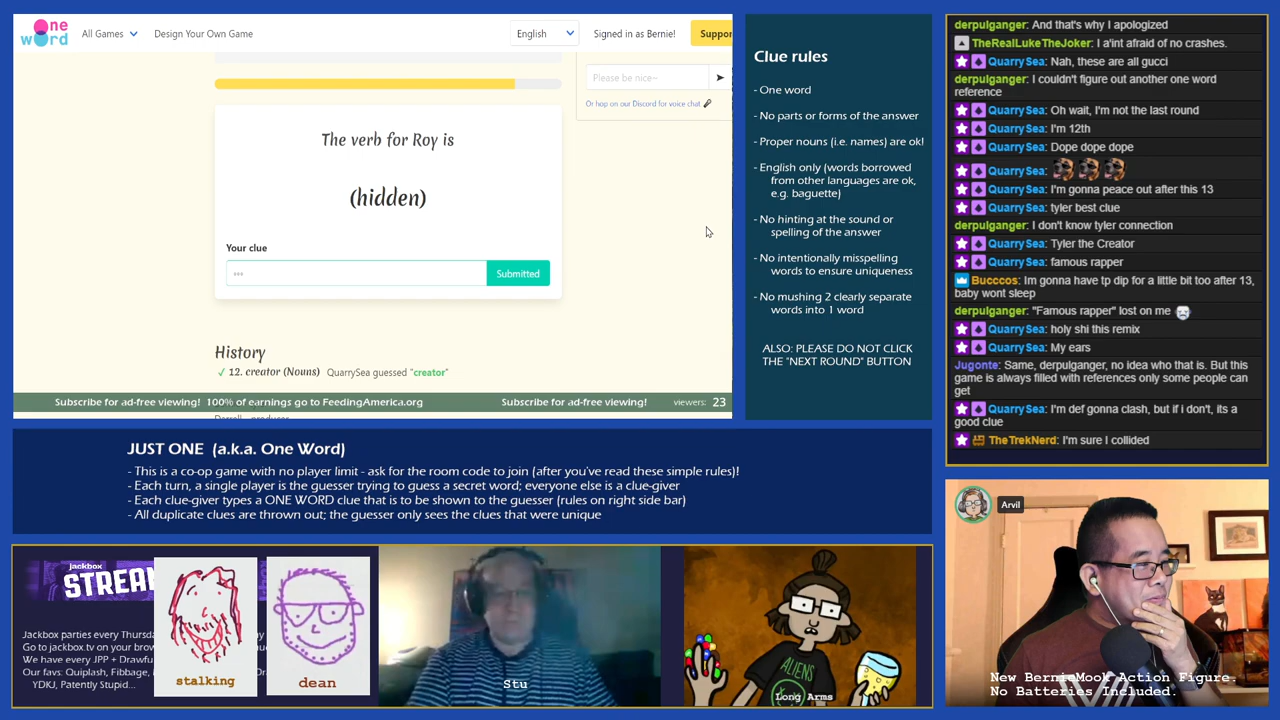 One
word
All Games
Design Your Own Game
English
Signed in as Bernie!
Suppor
Please be nice~
Or hop on our Discord for voice chat
The verb for Roy is
(hidden)
Your clue
***
Submitted
History
✓ 12. creator (Nouns) QuarrySea guessed "creator"
Subscribe for ad-free viewing! 100% of earnings go to FeedingAmerica.org
Subscribe for ad-free viewing!
viewers: 23
Clue rules
- One word
- No parts or forms of the answer
- Proper nouns (i.e. names) are ok!
- English only (words borrowed
from other languages are ok,
e.g. baguette)
- No hinting at the sound or
spelling of the answer
- No intentionally misspelling
words to ensure uniqueness
- No mushing 2 clearly separate
words into 1 word
ALSO: PLEASE DO NOT CLICK
THE "NEXT ROUND" BUTTON
derpulganger: And that's why I apologized
TheRealLukeTheJoker: I a'int afraid of no crashes.
QuarrySea: Nah, these are all gucci
derpulganger: I couldn't figure out another one word
reference
QuarrySea: Oh wait, I'm not the last round
QuarrySea: I'm 12th
QuarrySea: Dope dope dope
QuarrySea:
QuarrySea: I'm gonna peace out after this 13
QuarrySea: tyler best clue
derpulganger: I don't know tyler connection
QuarrySea: Tyler the Creator
QuarrySea: famous rapper
Bucccos: Im gonna have tp dip for a little bit too after 13,
baby wont sleep
derpulganger: "Famous rapper" lost on me
QuarrySea: holy shi this remix
QuarrySea: My ears
Jugonte: Same, derpulganger, no idea who that is. But this
game is always filled with references only some people can
get
QuarrySea: I'm def gonna clash, but if i don't, its a
good clue
TheTrekNerd: I'm sure I collided
JUST ONE (a.k.a. One Word)
- This is a co-op game with no player limit - ask for the room code to join (after you've read these simple rules)!
- Each turn, a single player is the guesser trying to guess a secret word; everyone else is a clue-giver
- Each clue-giver types a ONE WORD clue that is to be shown to the guesser (rules on right side bar)
- All duplicate clues are thrown out; the guesser only sees the clues that were unique
jackbox
STREA
Jackbox parties every Thursda
Go to jackbox.tv on your brow
We have every JPP + Drawfu
Our favs: Quiplash, Fibbage,
YDKJ, Patently Stupid...
stalking
dean
Stu
ALIENS
Long Arms
Arvil
New BernieMook Action Figure.
No Batteries Included.